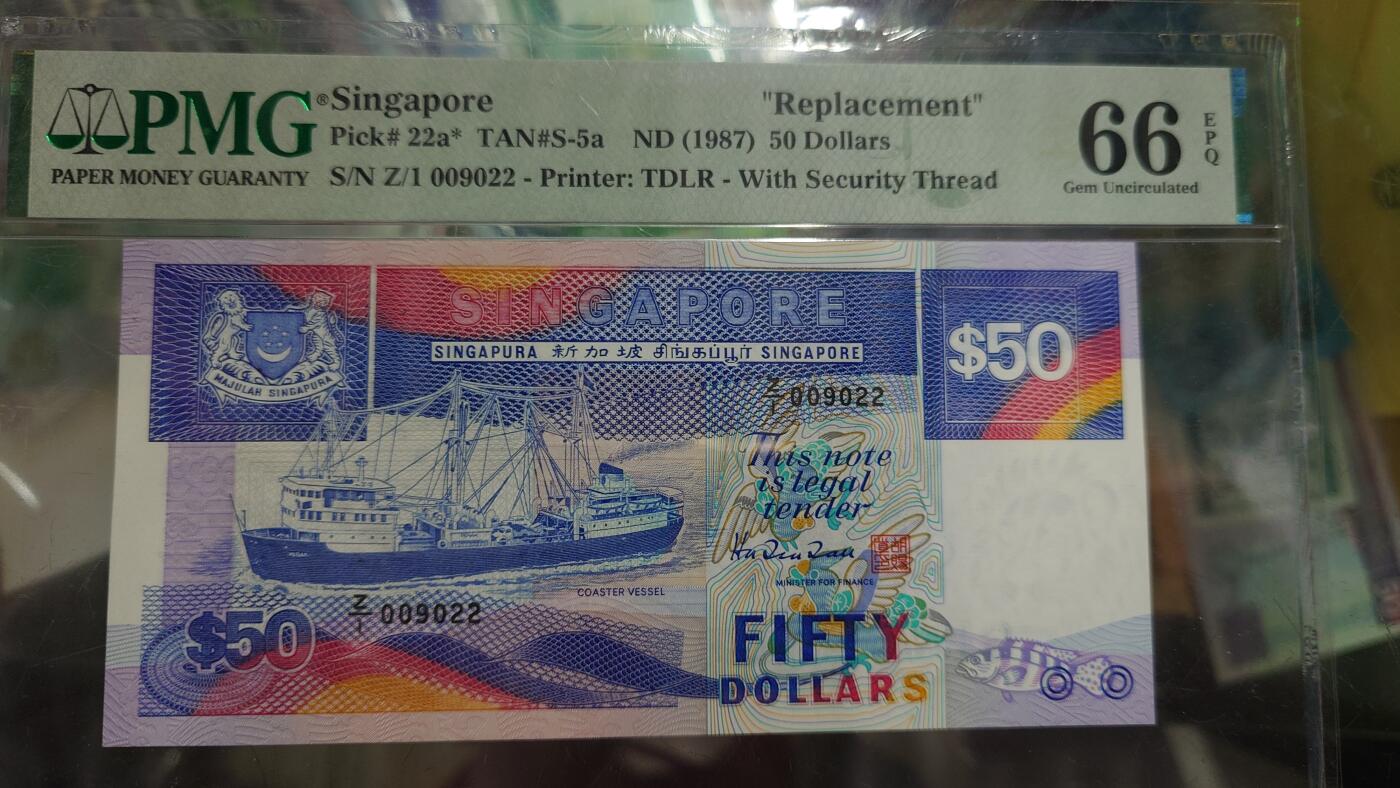 PMG®
PAPER MONEY GUARANTY
Singapore "Replacement"
Pick# 22a* TAN#S-5a ND (1987) 50 Dollars
S/N Z/1 009022 - Printer: TDLR - With Security Thread
66 EPQ
Gem Uncirculated
SINGAPORE
SINGAPURA 新加坡 சிங்கப்பூர் SINGAPORE
$50
MAJULAH SINGAPURA
Z/1 009022
This note
is legal
tender
MINISTER FOR FINANCE
COASTER VESSEL
Z/1 009022
$50
FIFTY
DOLLARS